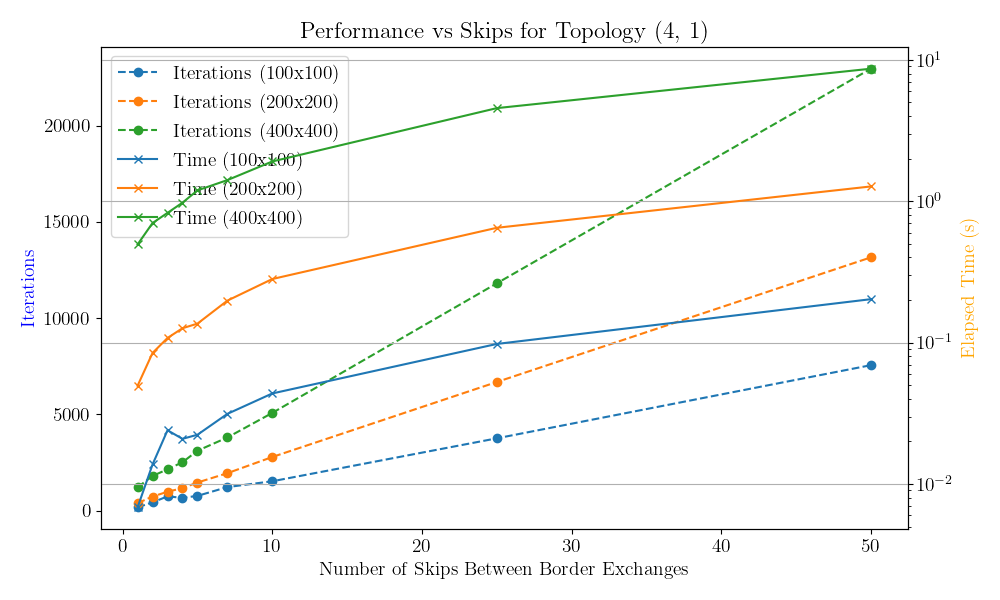 Performance vs Skips for Topology (4, 1)
Iterations (100x100)
Iterations (200x200)
Iterations (400x400)
Time (100x100)
Time (200x200)
Time (400x400)
Iterations
20000
15000
10000
5000
0
10^1
10^0
10^-1
10^-2
Elapsed Time (s)
0 10 20 30 40 50
Number of Skips Between Border Exchanges